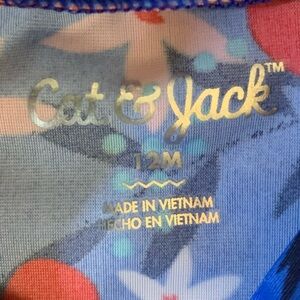 Cat & Jack™
12M
MADE IN VIETNAM
HECHO EN VIETNAM